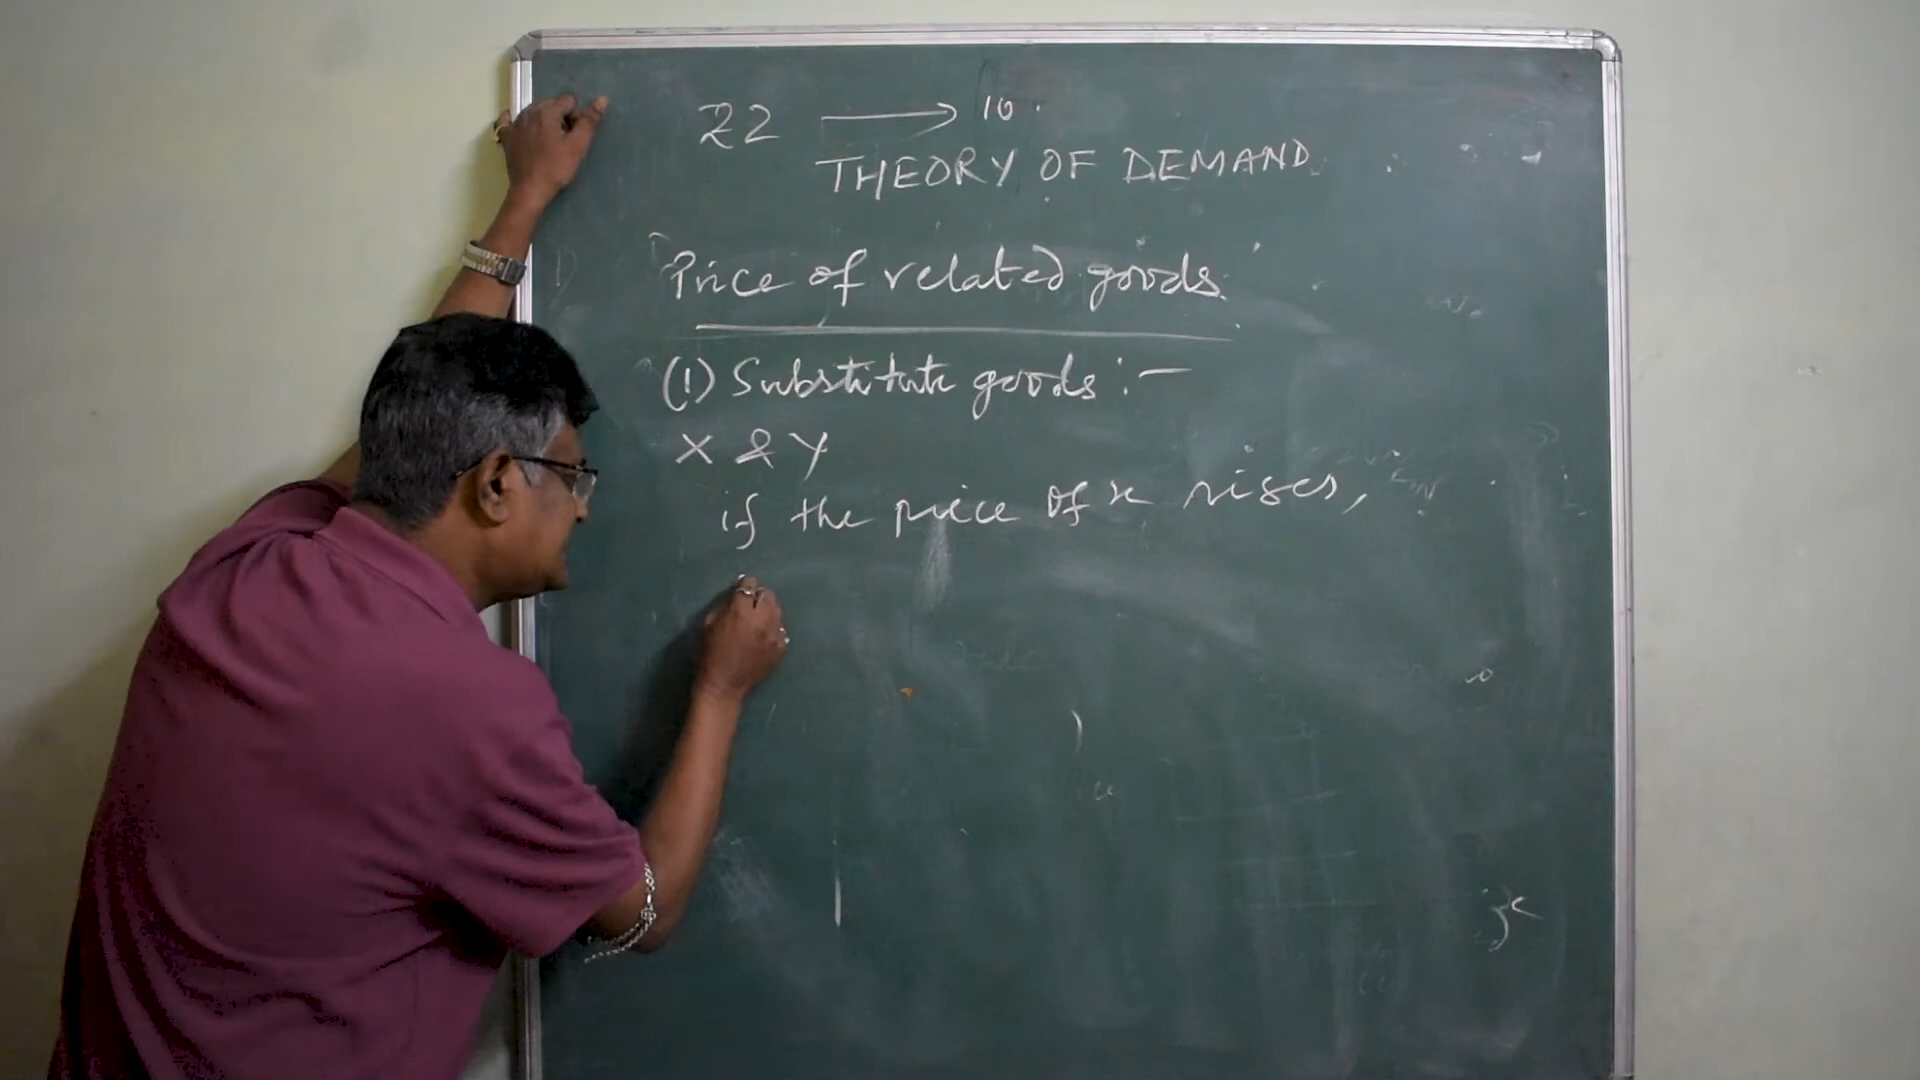 22 → 10.
THEORY OF DEMAND
Price of related goods.
(1) Substitute goods :-
X & Y
if the price of x rises,